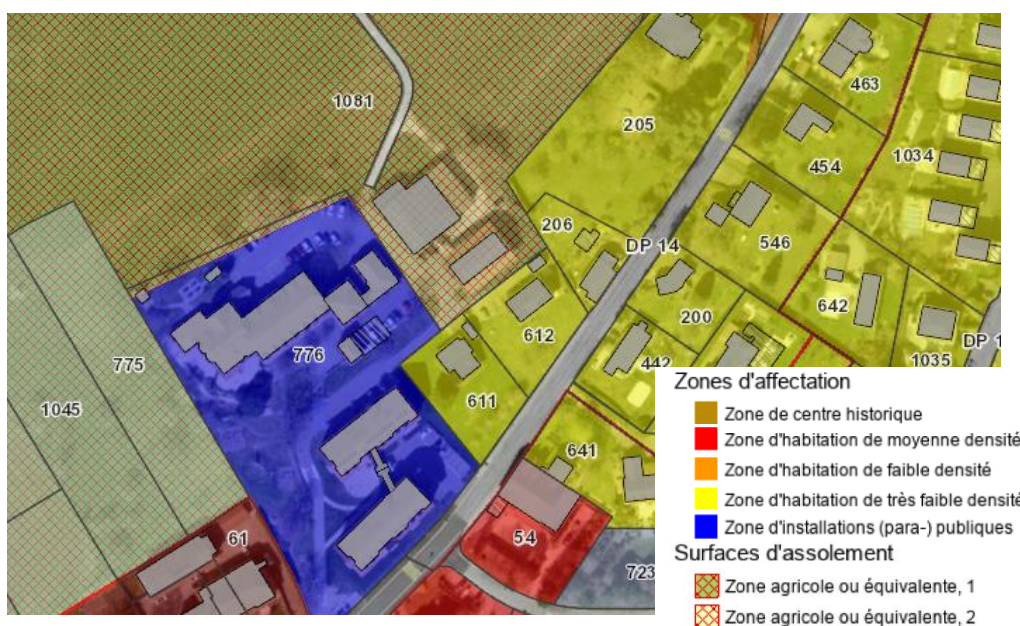 463
1081
205
454
1034
206
DP 14
546
642
200
612
442
776
DP 1
775
1035
1045
611
641
61
54
723
Zones d'affectation
Zone de centre historique
Zone d'habitation de moyenne densité
Zone d'habitation de faible densité
Zone d'habitation de très faible densité
Zone d'installations (para-) publiques
Surfaces d'assolement
Zone agricole ou équivalente, 1
Zone agricole ou équivalente, 2